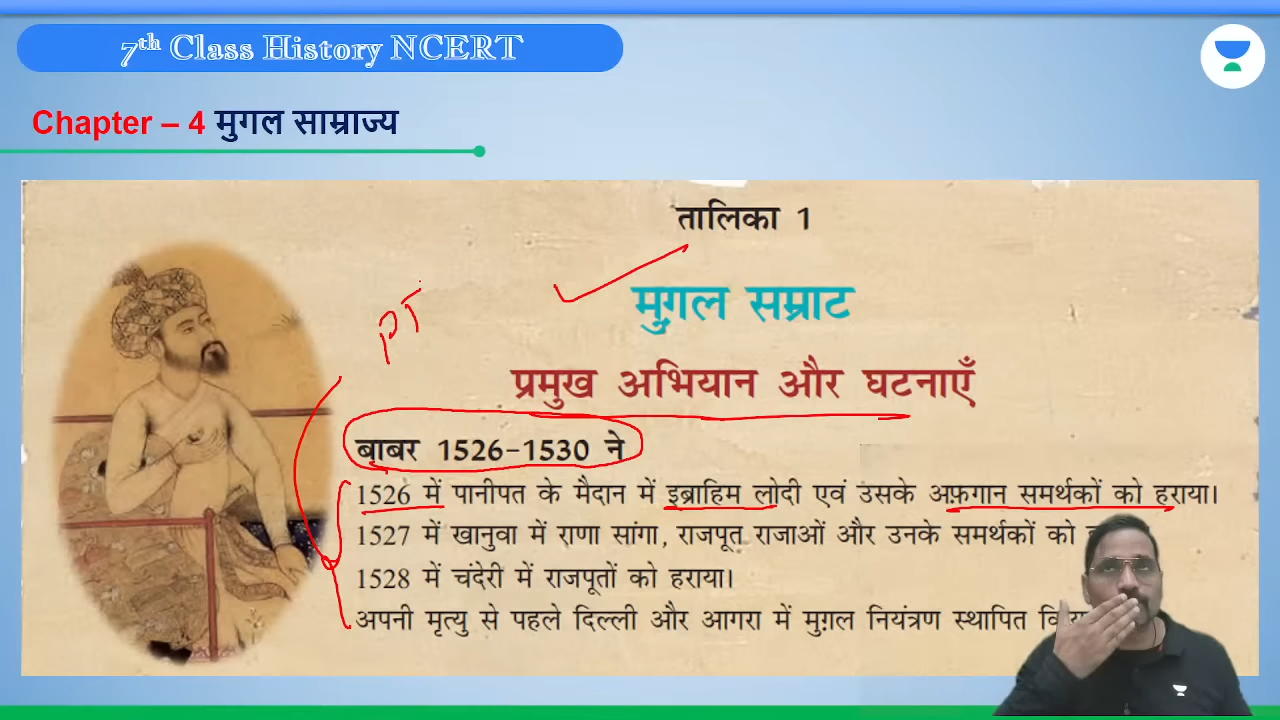 7th Class History NCERT
Chapter – 4 मुगल साम्राज्य
तालिका 1
मुग़ल सम्राट
PT
प्रमुख अभियान और घटनाएँ
बाबर 1526–1530 ने
1526 में पानीपत के मैदान में इब्राहिम लोदी एवं उसके अफ़गान समर्थकों को हराया।
1527 में खानुवा में राणा सांगा, राजपूत राजाओं और उनके समर्थकों को
1528 में चंदेरी में राजपूतों को हराया।
अपनी मृत्यु से पहले दिल्ली और आगरा में मुग़ल नियंत्रण स्थापित